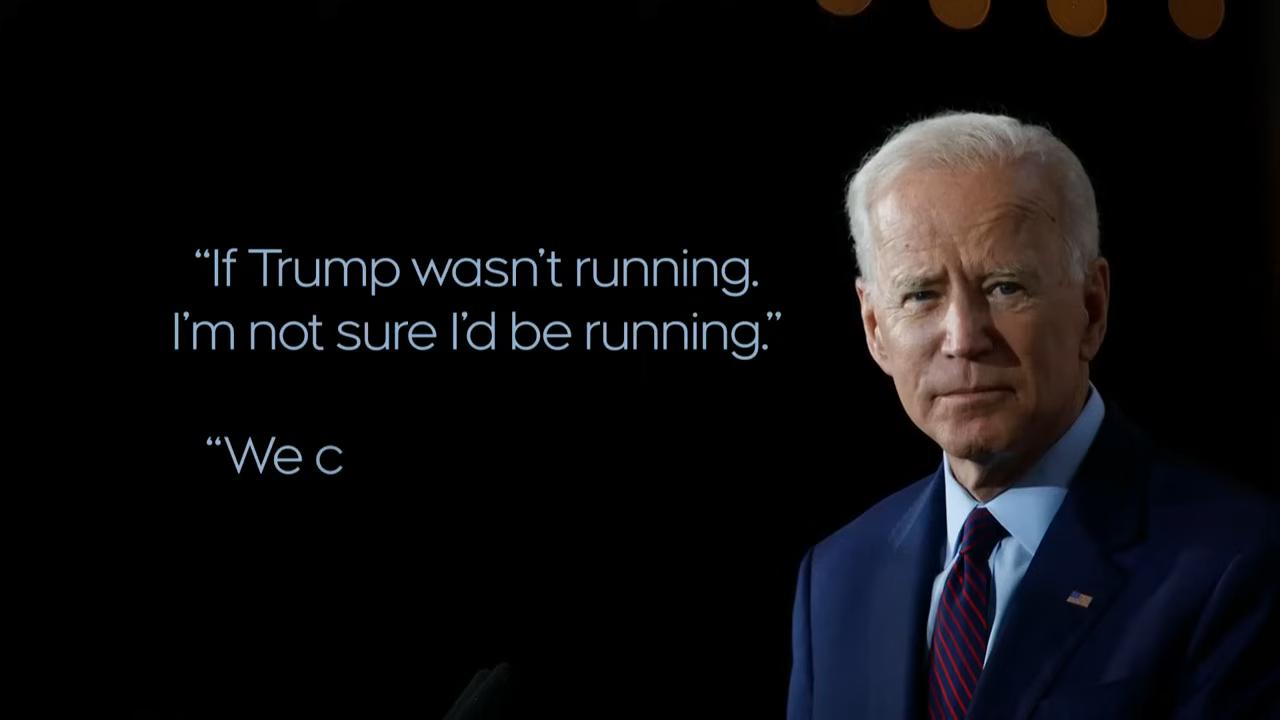 “If Trump wasn’t running.
I’m not sure I’d be running.”
“We c